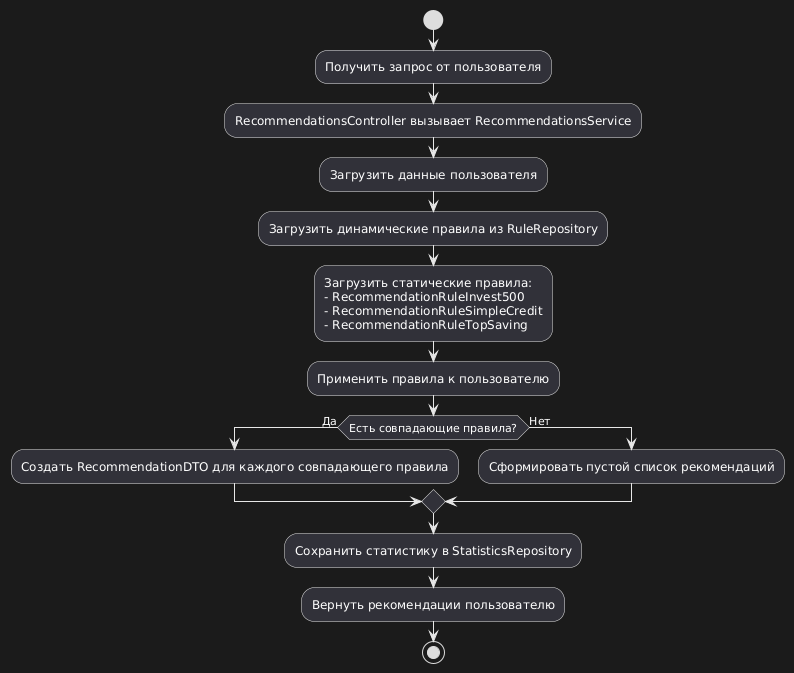 Получить запрос от пользователя
RecommendationsController вызывает RecommendationsService
Загрузить данные пользователя
Загрузить динамические правила из RuleRepository
Загрузить статические правила:
- RecommendationRuleInvest500
- RecommendationRuleSimpleCredit
- RecommendationRuleTopSaving
Применить правила к пользователю
Да
Есть совпадающие правила?
Нет
Создать RecommendationDTO для каждого совпадающего правила
Сформировать пустой список рекомендаций
Сохранить статистику в StatisticsRepository
Вернуть рекомендации пользователю